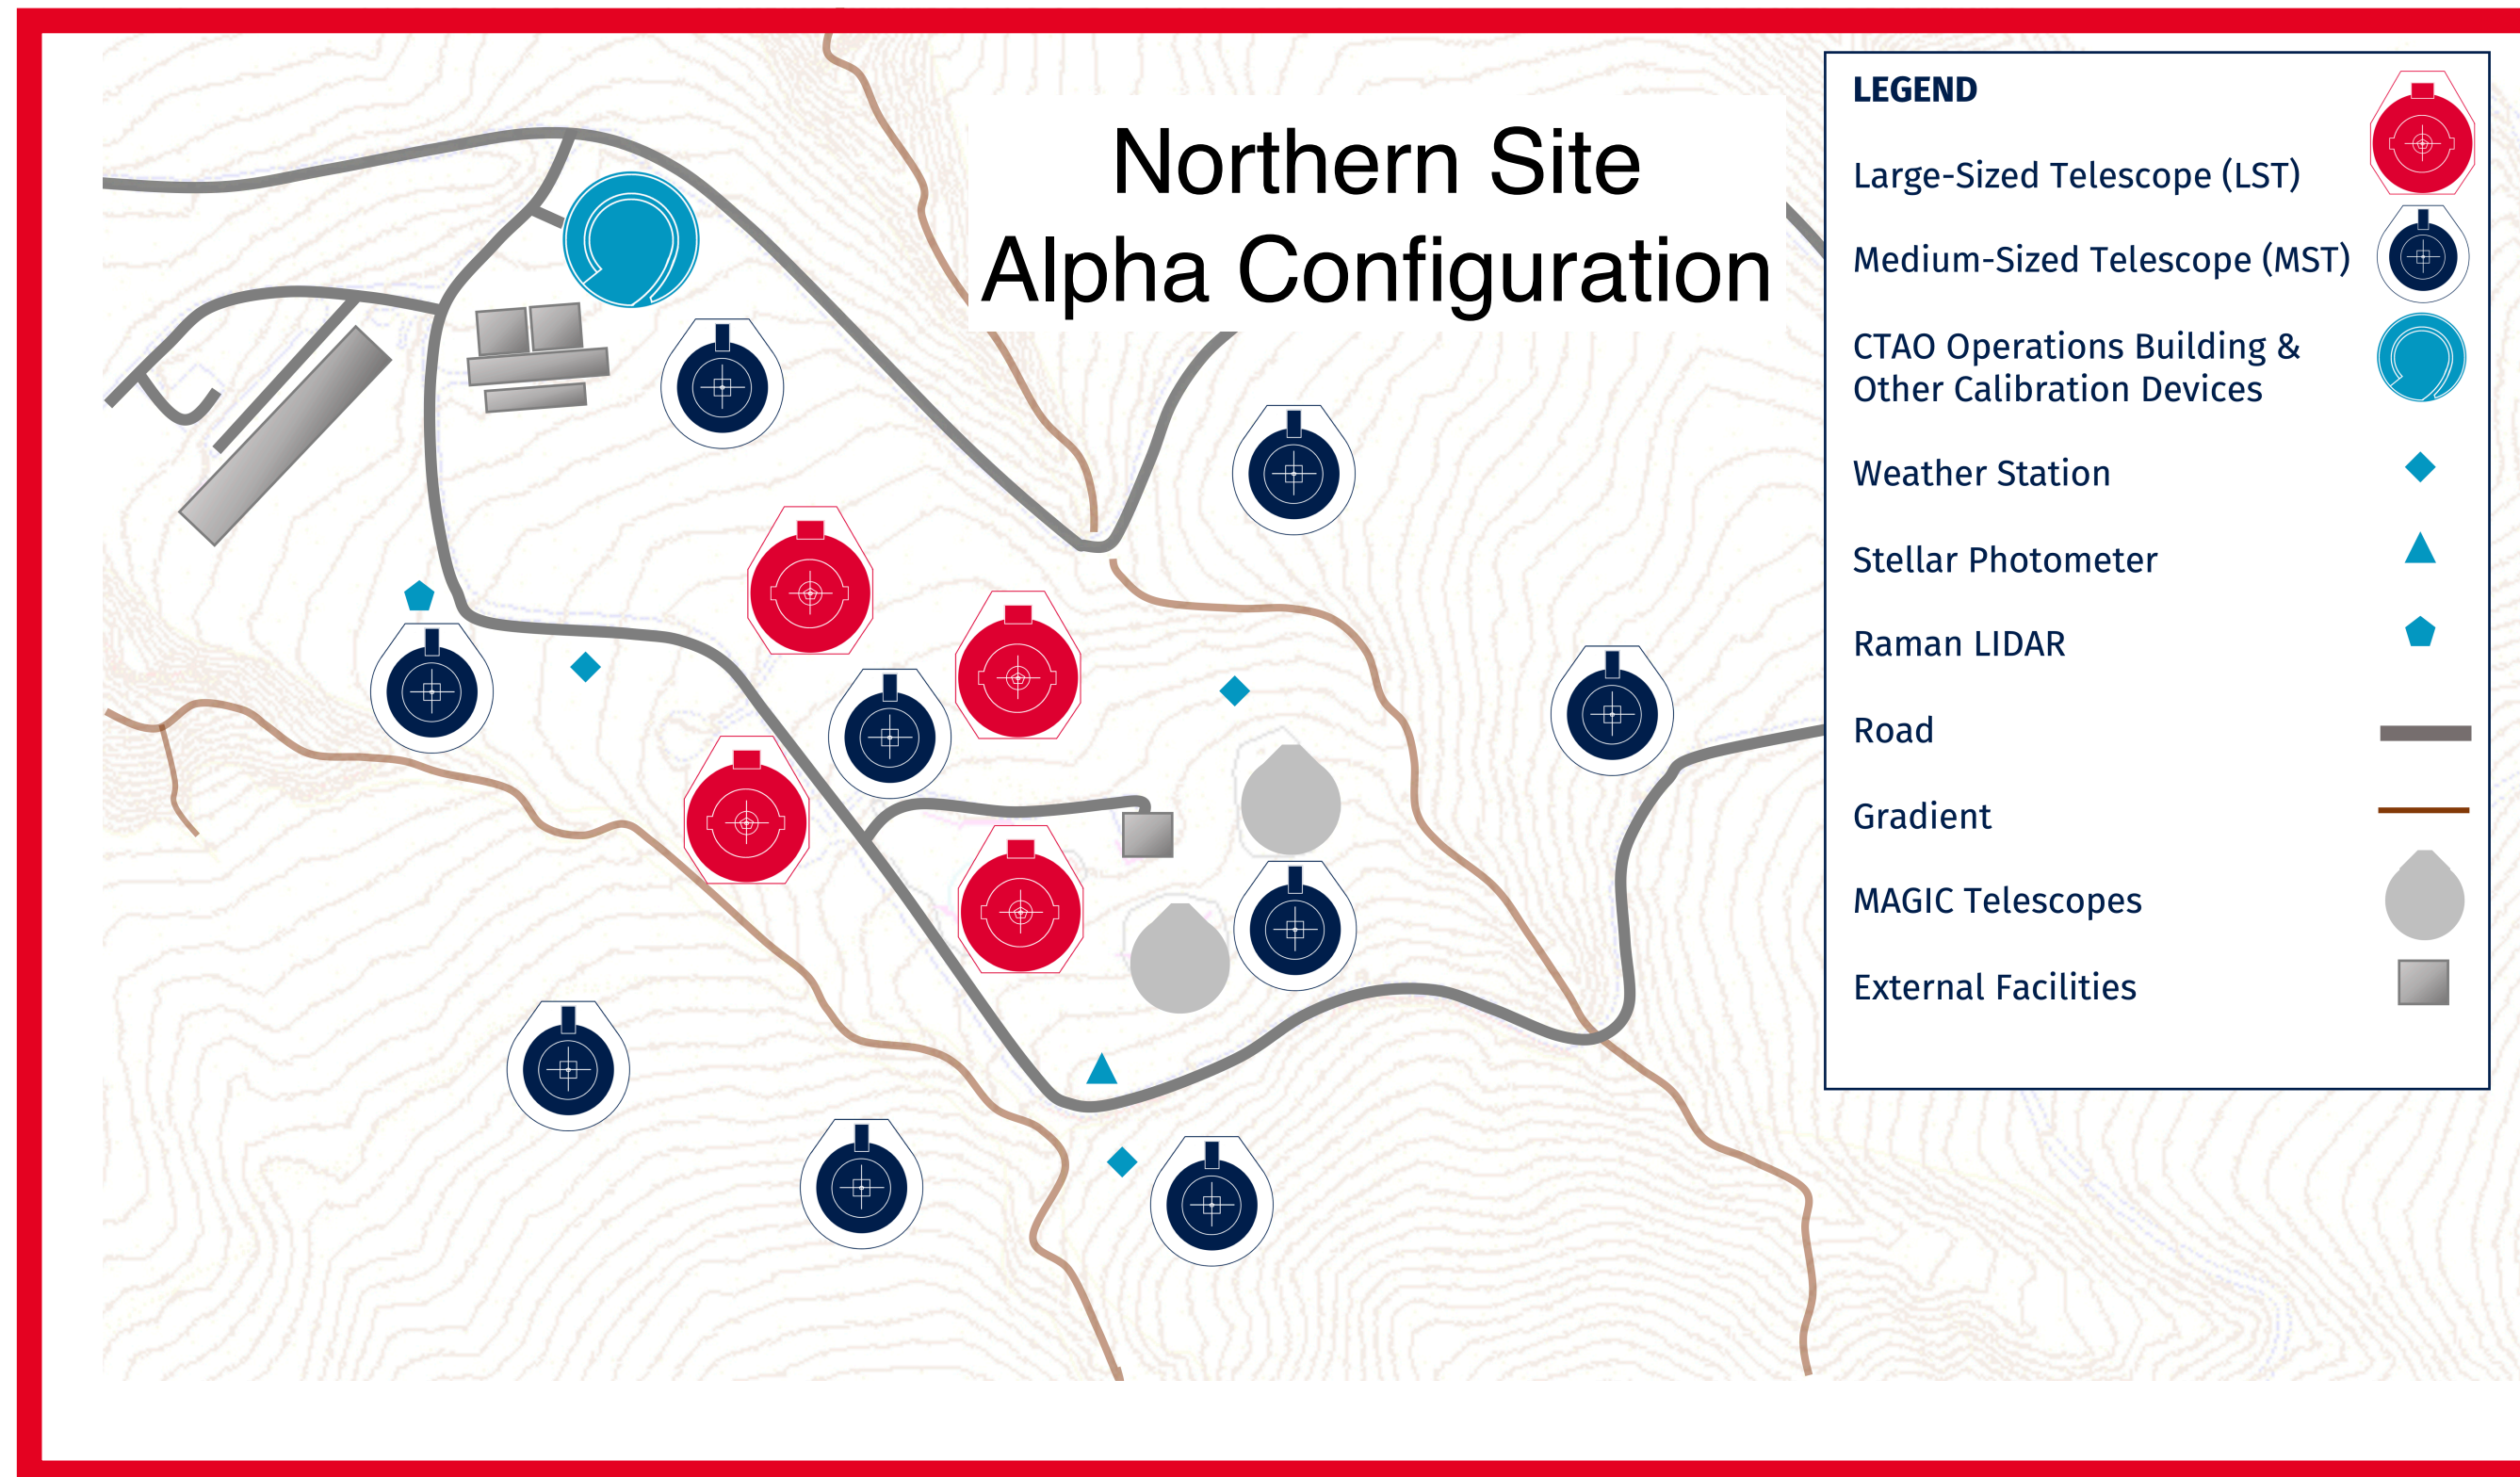 Northern Site
Alpha Configuration
LEGEND
Large-Sized Telescope (LST)
Medium-Sized Telescope (MST)
CTAO Operations Building &
Other Calibration Devices
Weather Station
Stellar Photometer
Raman LIDAR
Road
Gradient
MAGIC Telescopes
External Facilities